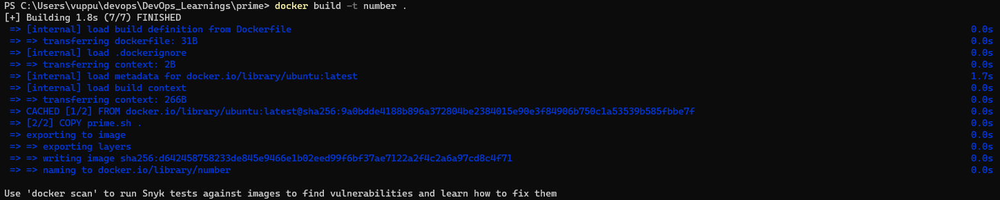 PS C:\Users\vuppu\devops\DevOps_Learnings\prime> docker build -t number .
[+] Building 1.8s (7/7) FINISHED
=> [internal] load build definition from Dockerfile 0.0s
=> => transferring dockerfile: 31B 0.0s
=> [internal] load .dockerignore 0.0s
=> => transferring context: 2B 0.0s
=> [internal] load metadata for docker.io/library/ubuntu:latest 1.7s
=> [internal] load build context 0.0s
=> => transferring context: 266B 0.0s
=> CACHED [1/2] FROM docker.io/library/ubuntu:latest@sha256:9a0bdde4188b896a372804be2384015e90e3f84906b750c1a53539b585fbbe7f 0.0s
=> [2/2] COPY prime.sh . 0.0s
=> exporting to image 0.0s
=> => exporting layers 0.0s
=> => writing image sha256:d642458758233de845e9466e1b02eed99f6bf37ae7122a2f4c2a6a97cd8c4f71 0.0s
=> => naming to docker.io/library/number 0.0s
Use 'docker scan' to run Snyk tests against images to find vulnerabilities and learn how to fix them